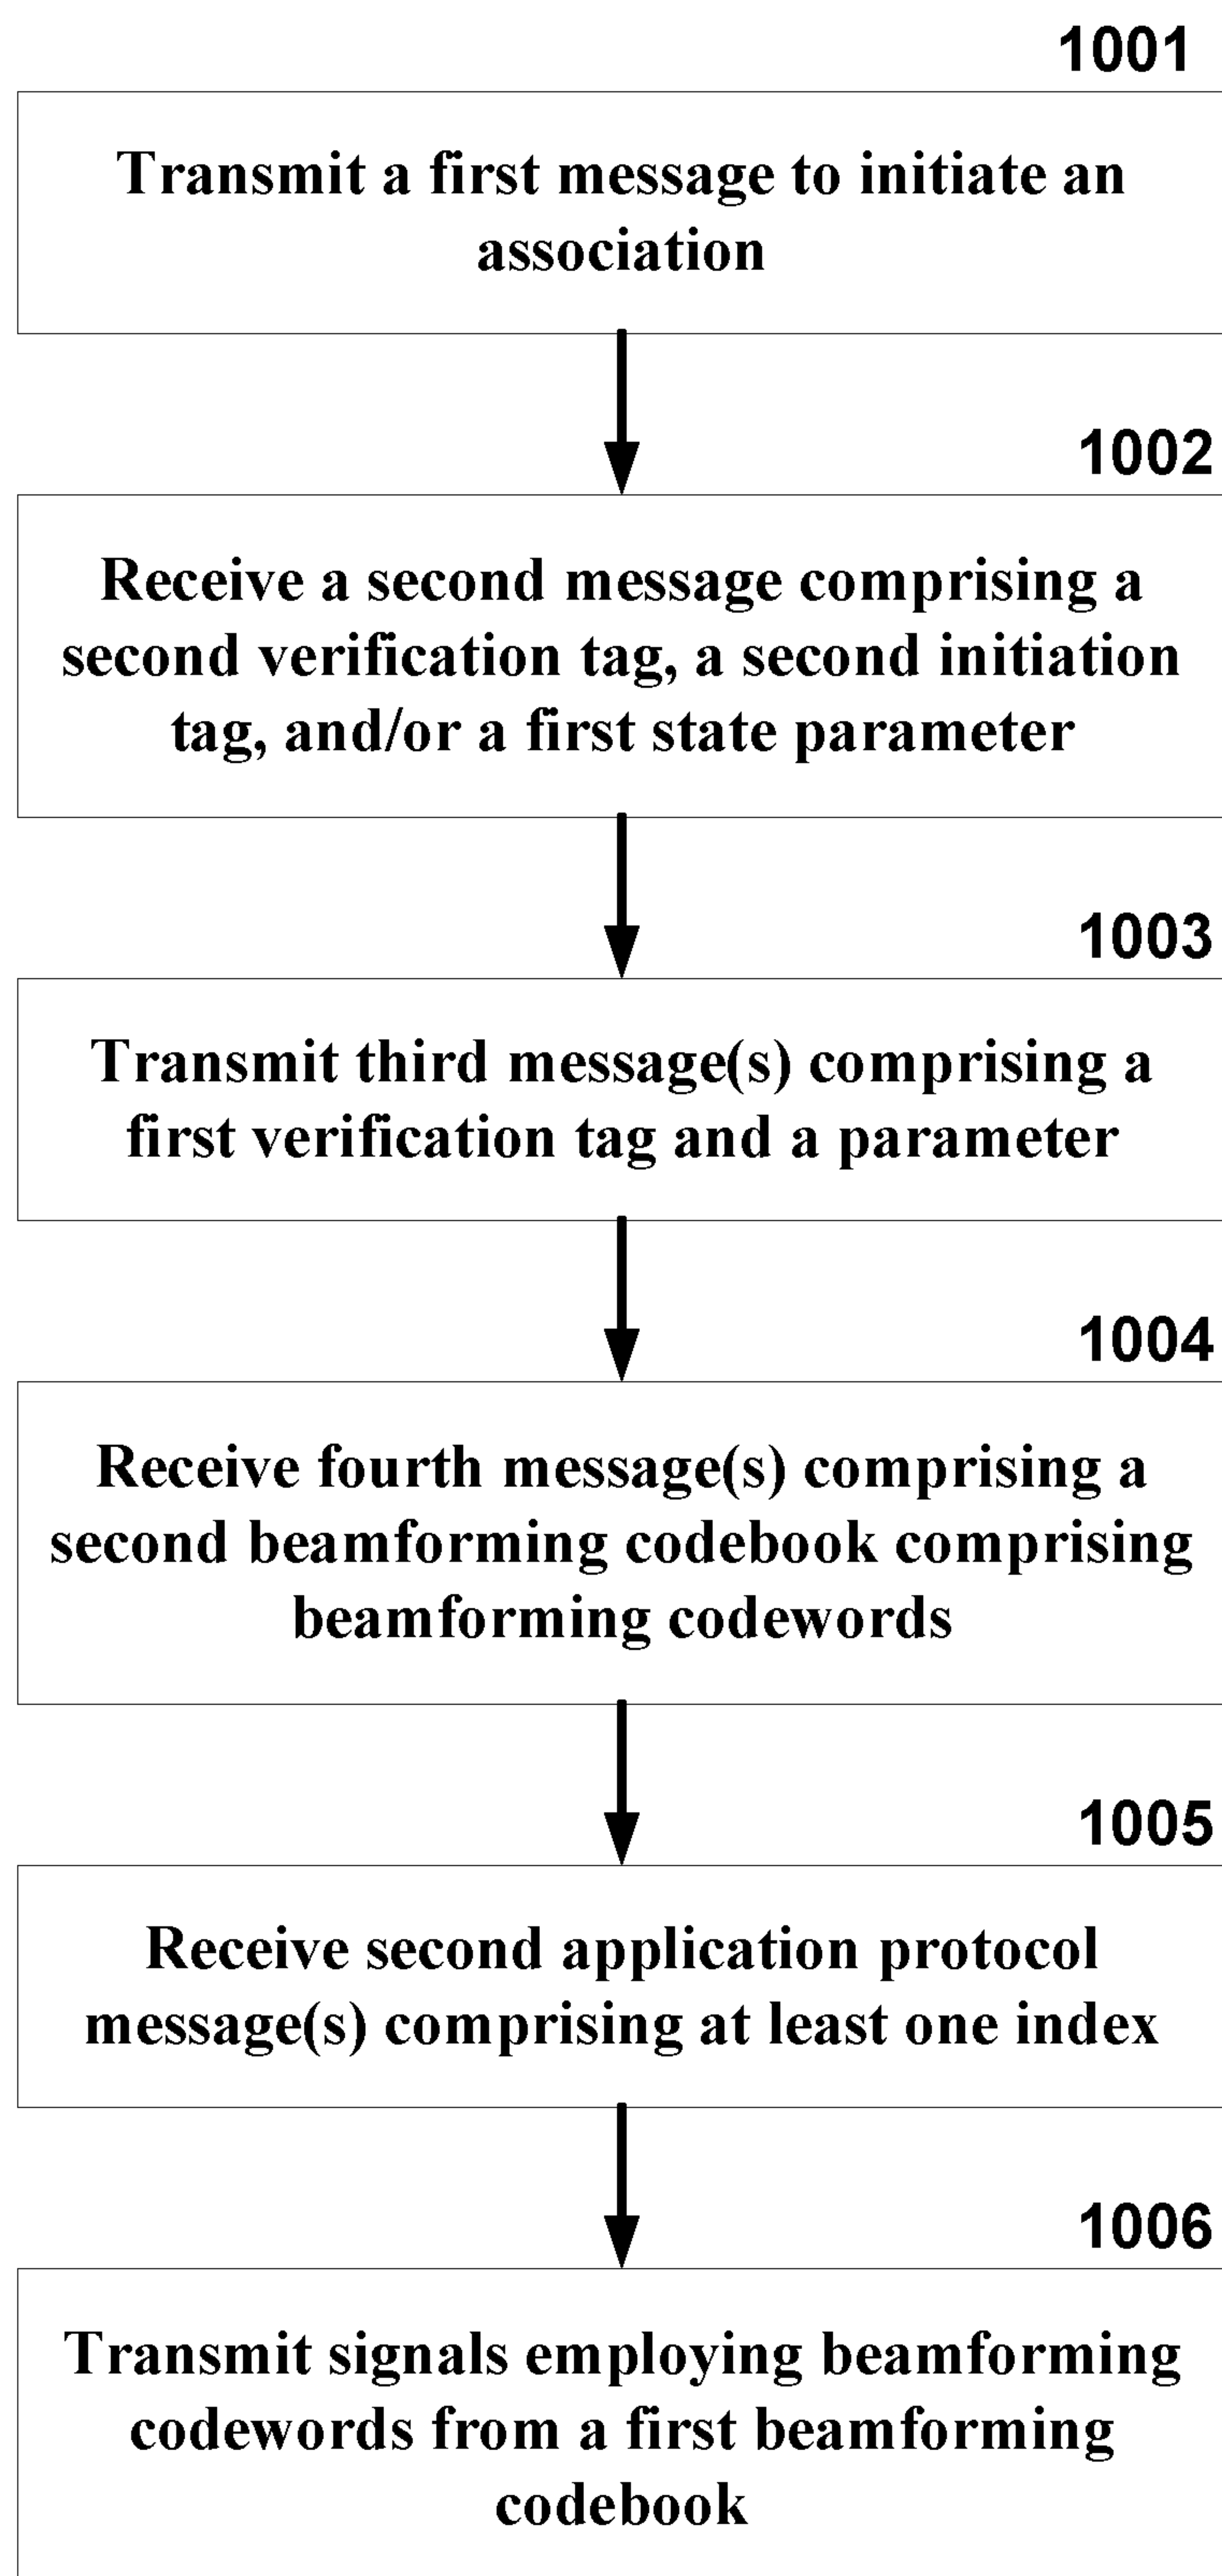 1001
Transmit a first message to initiate an
association
1002
Receive a second message comprising a
second verification tag, a second initiation
tag, and/or a first state parameter
1003
Transmit third message(s) comprising a
first verification tag and a parameter
1004
Receive fourth message(s) comprising a
second beamforming codebook comprising
beamforming codewords
1005
Receive second application protocol
message(s) comprising at least one index
1006
Transmit signals employing beamforming
codewords from a first beamforming
codebook